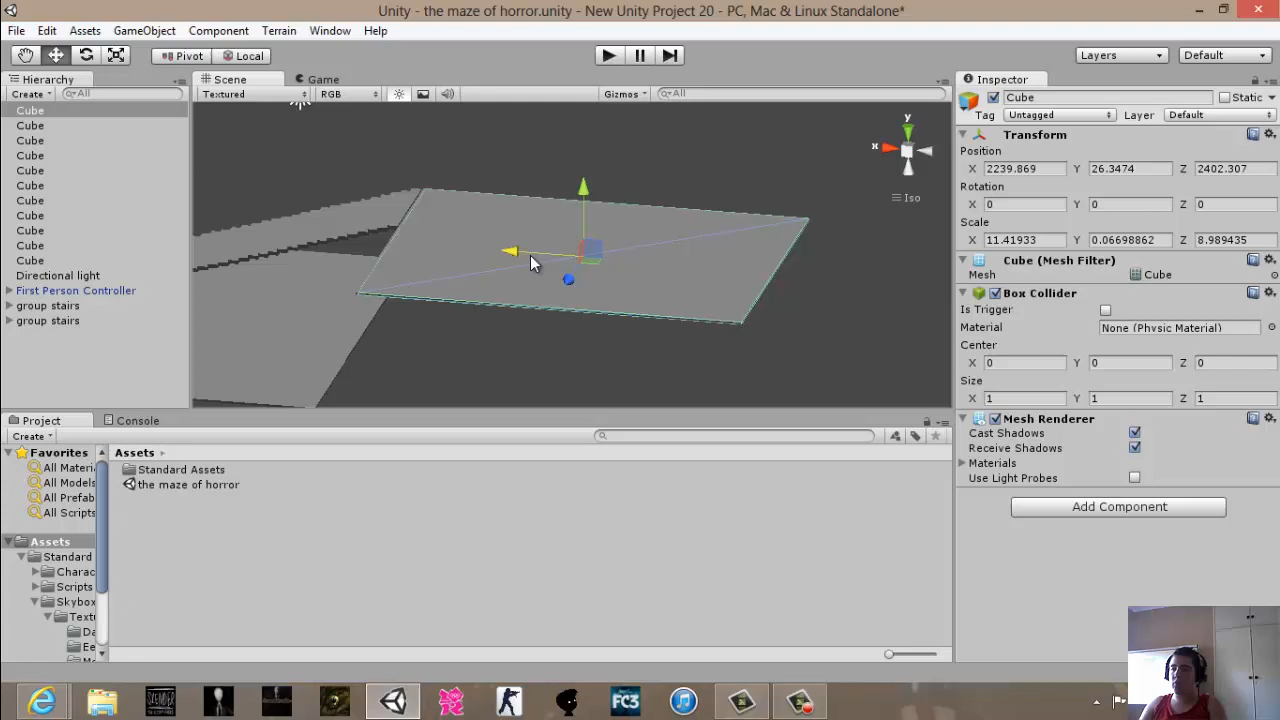 Unity - the maze of horror.unity - New Unity Project 20 - PC, Mac & Linux Standalone*
File Edit Assets GameObject Component Terrain Window Help
Pivot Local Layers Default
Hierarchy Scene Game Inspector
Create All Textured RGB Gizmos All Cube Static
Tag Untagged Layer Default
Cube
Cube
Cube
Cube
Cube
Cube
Cube
Cube
Cube
Cube
Cube
Directional light
First Person Controller
group stairs
group stairs
y
x
Iso
Transform
Position
X 2239.869 Y 26.3474 Z 2402.307
Rotation
X 0 Y 0 Z 0
Scale
X 11.41933 Y 0.06698862 Z 8.989435
Cube (Mesh Filter)
Mesh Cube
Box Collider
Is Trigger
Material None (Physic Material)
Center
X 0 Y 0 Z 0
Size
X 1 Y 1 Z 1
Mesh Renderer
Cast Shadows
Receive Shadows
Materials
Use Light Probes
Add Component
Project Console
Create
Favorites
All Materi
All Models
All Prefab
All Scripts
Assets
Standard
Charac
Scripts
Skybox
Textu
Da
Ee
Assets
Standard Assets
the maze of horror
SLENDER
FC3